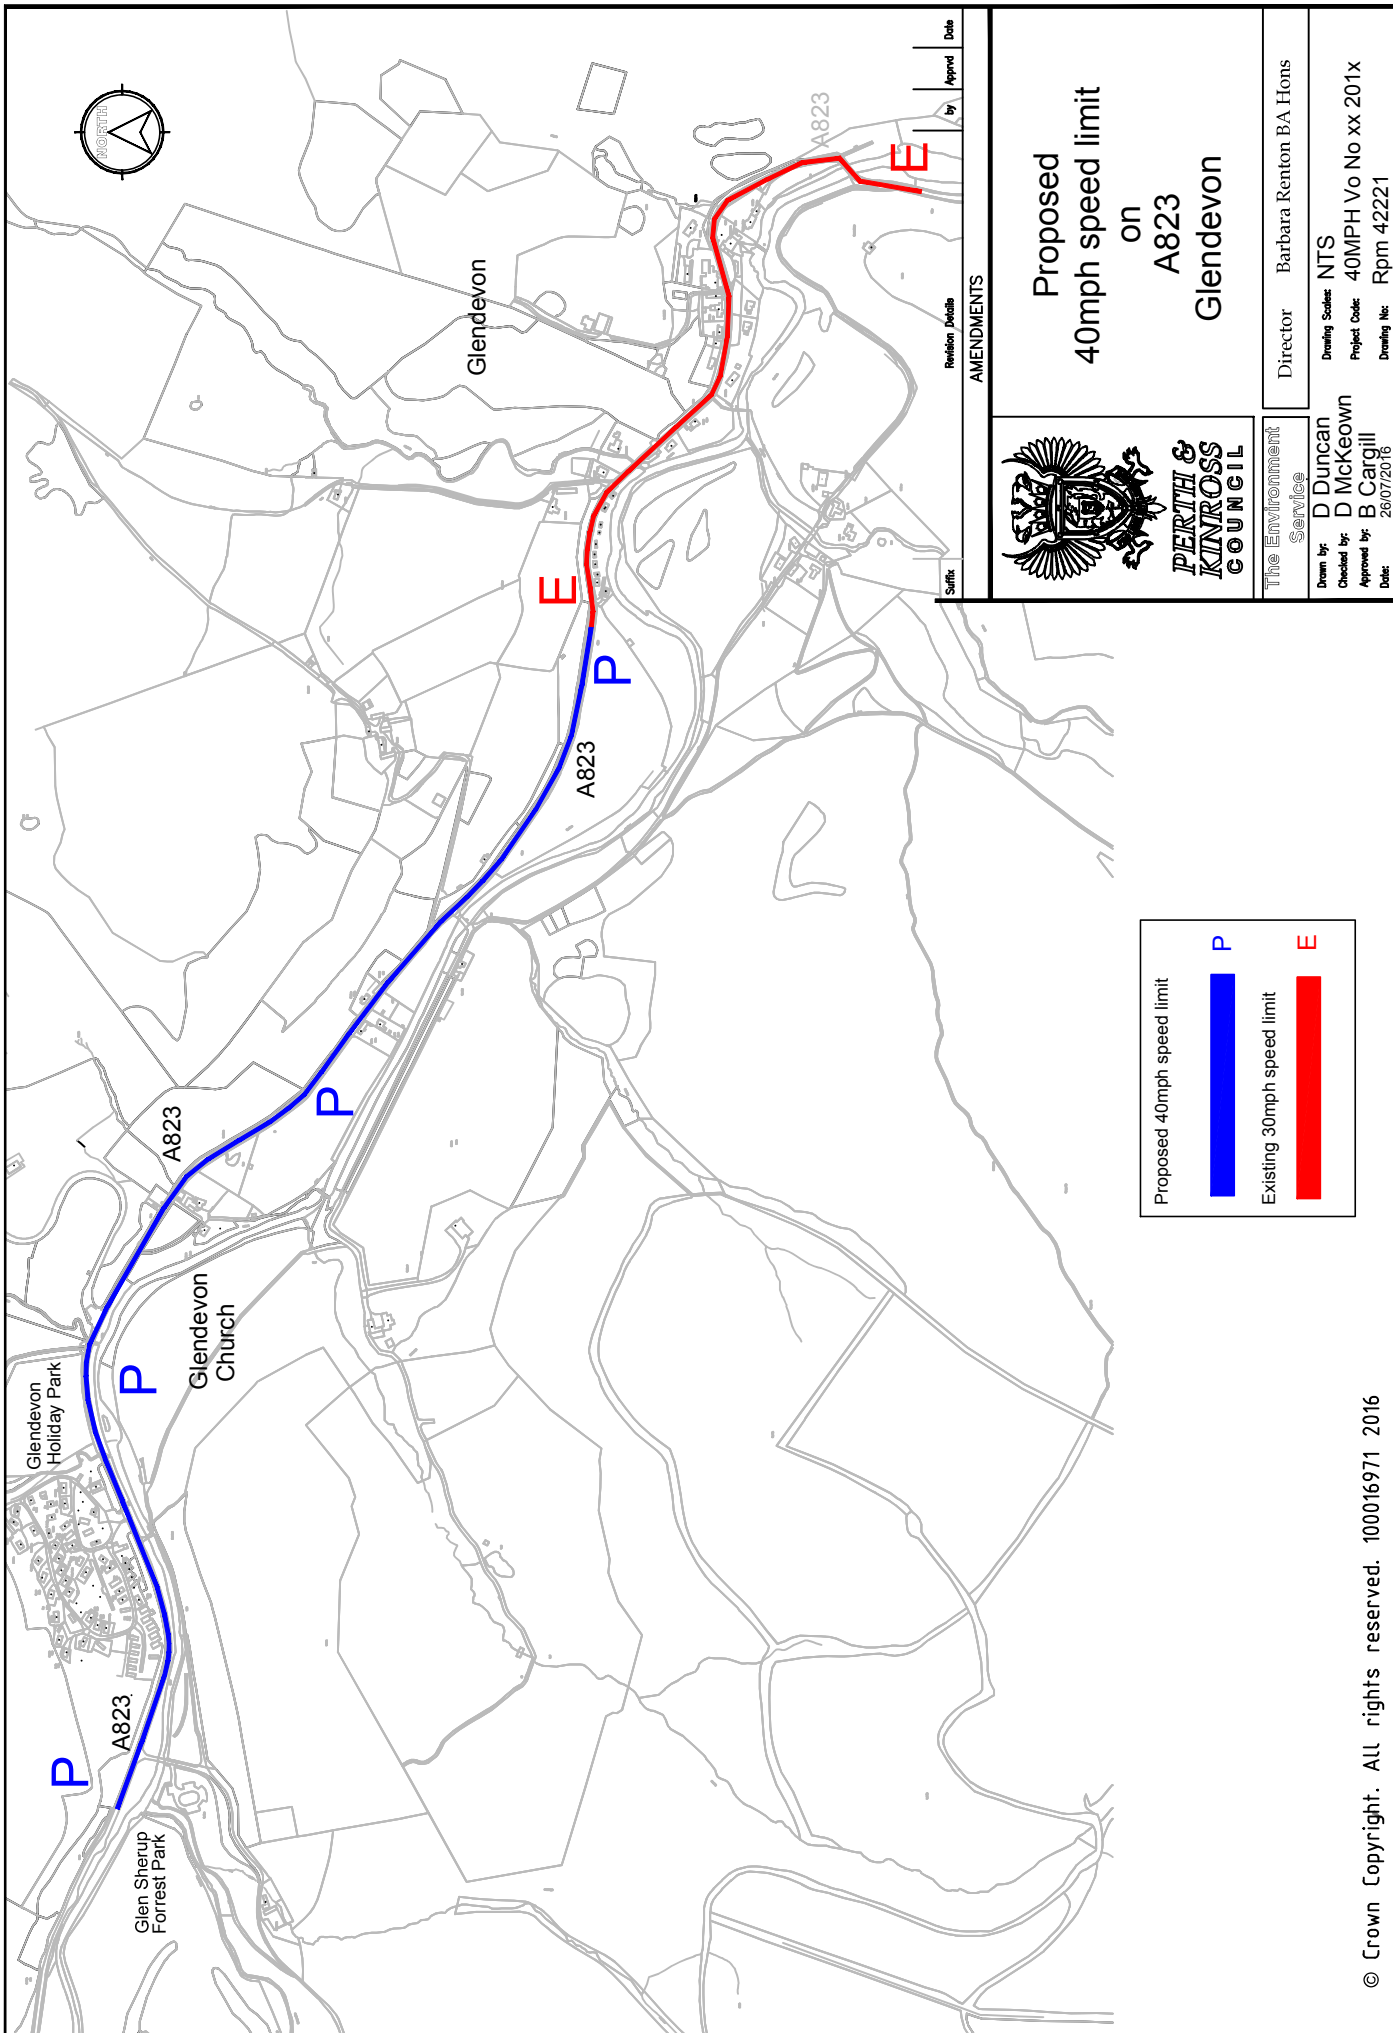 NORTH
Glendevon
A823
E
E
P
A823
P
A823
P
Glendevon
Church
Glendevon
Holiday Park
A823
P
Glen Sherup
Forrest Park
Proposed 40mph speed limit
P
Existing 30mph speed limit
E
Suffix Revision Details by Apprvd Date
AMENDMENTS
Proposed
40mph speed limit
on
A823
Glendevon
PERTH &
KINROSS
COUNCIL
The Environment
Service
Director Barbara Renton BA Hons
Drawn by: D Duncan
Checked by: D McKeown
Approved by: B Cargill
Date: 26/07/2016
Drawing Scales: NTS
Project Code: 40MPH Vo No xx 201x
Drawing No: Rpm 42221
© Crown Copyright. All rights reserved. 100016971 2016